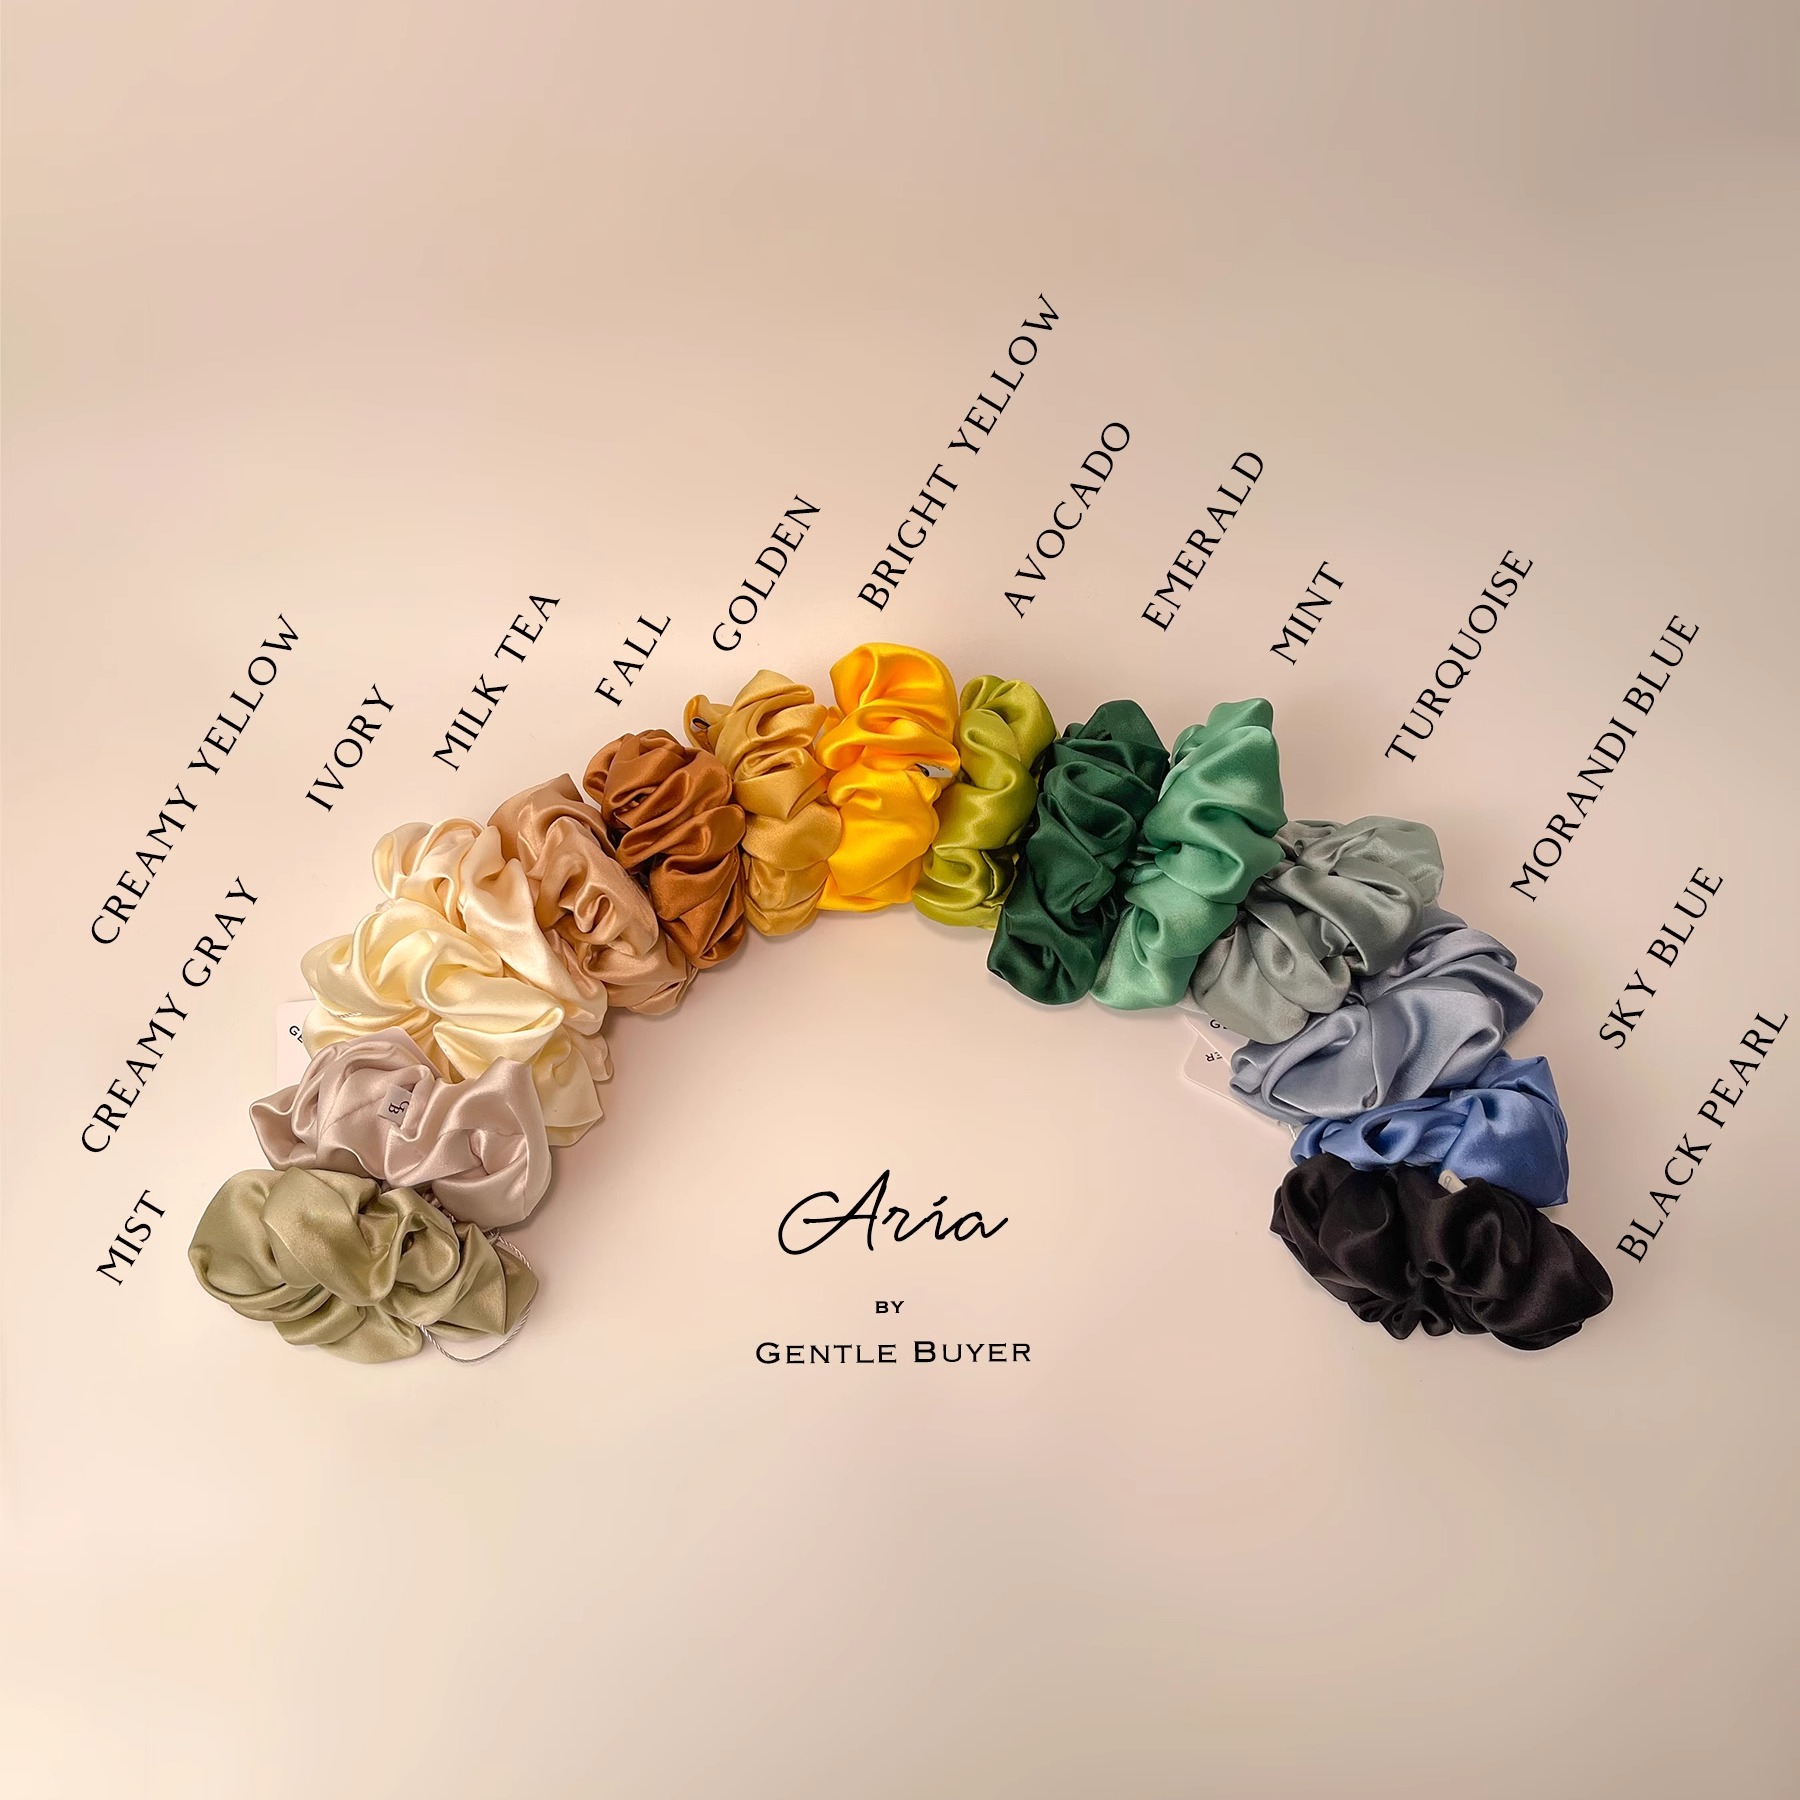 MIST
CREAMY GRAY
CREAMY YELLOW
IVORY
MILK TEA
FALL
GOLDEN
BRIGHT YELLOW
AVOCADO
EMERALD
MINT
TURQUOISE
MORANDI BLUE
SKY BLUE
BLACK PEARL
Aria
BY
GENTLE BUYER